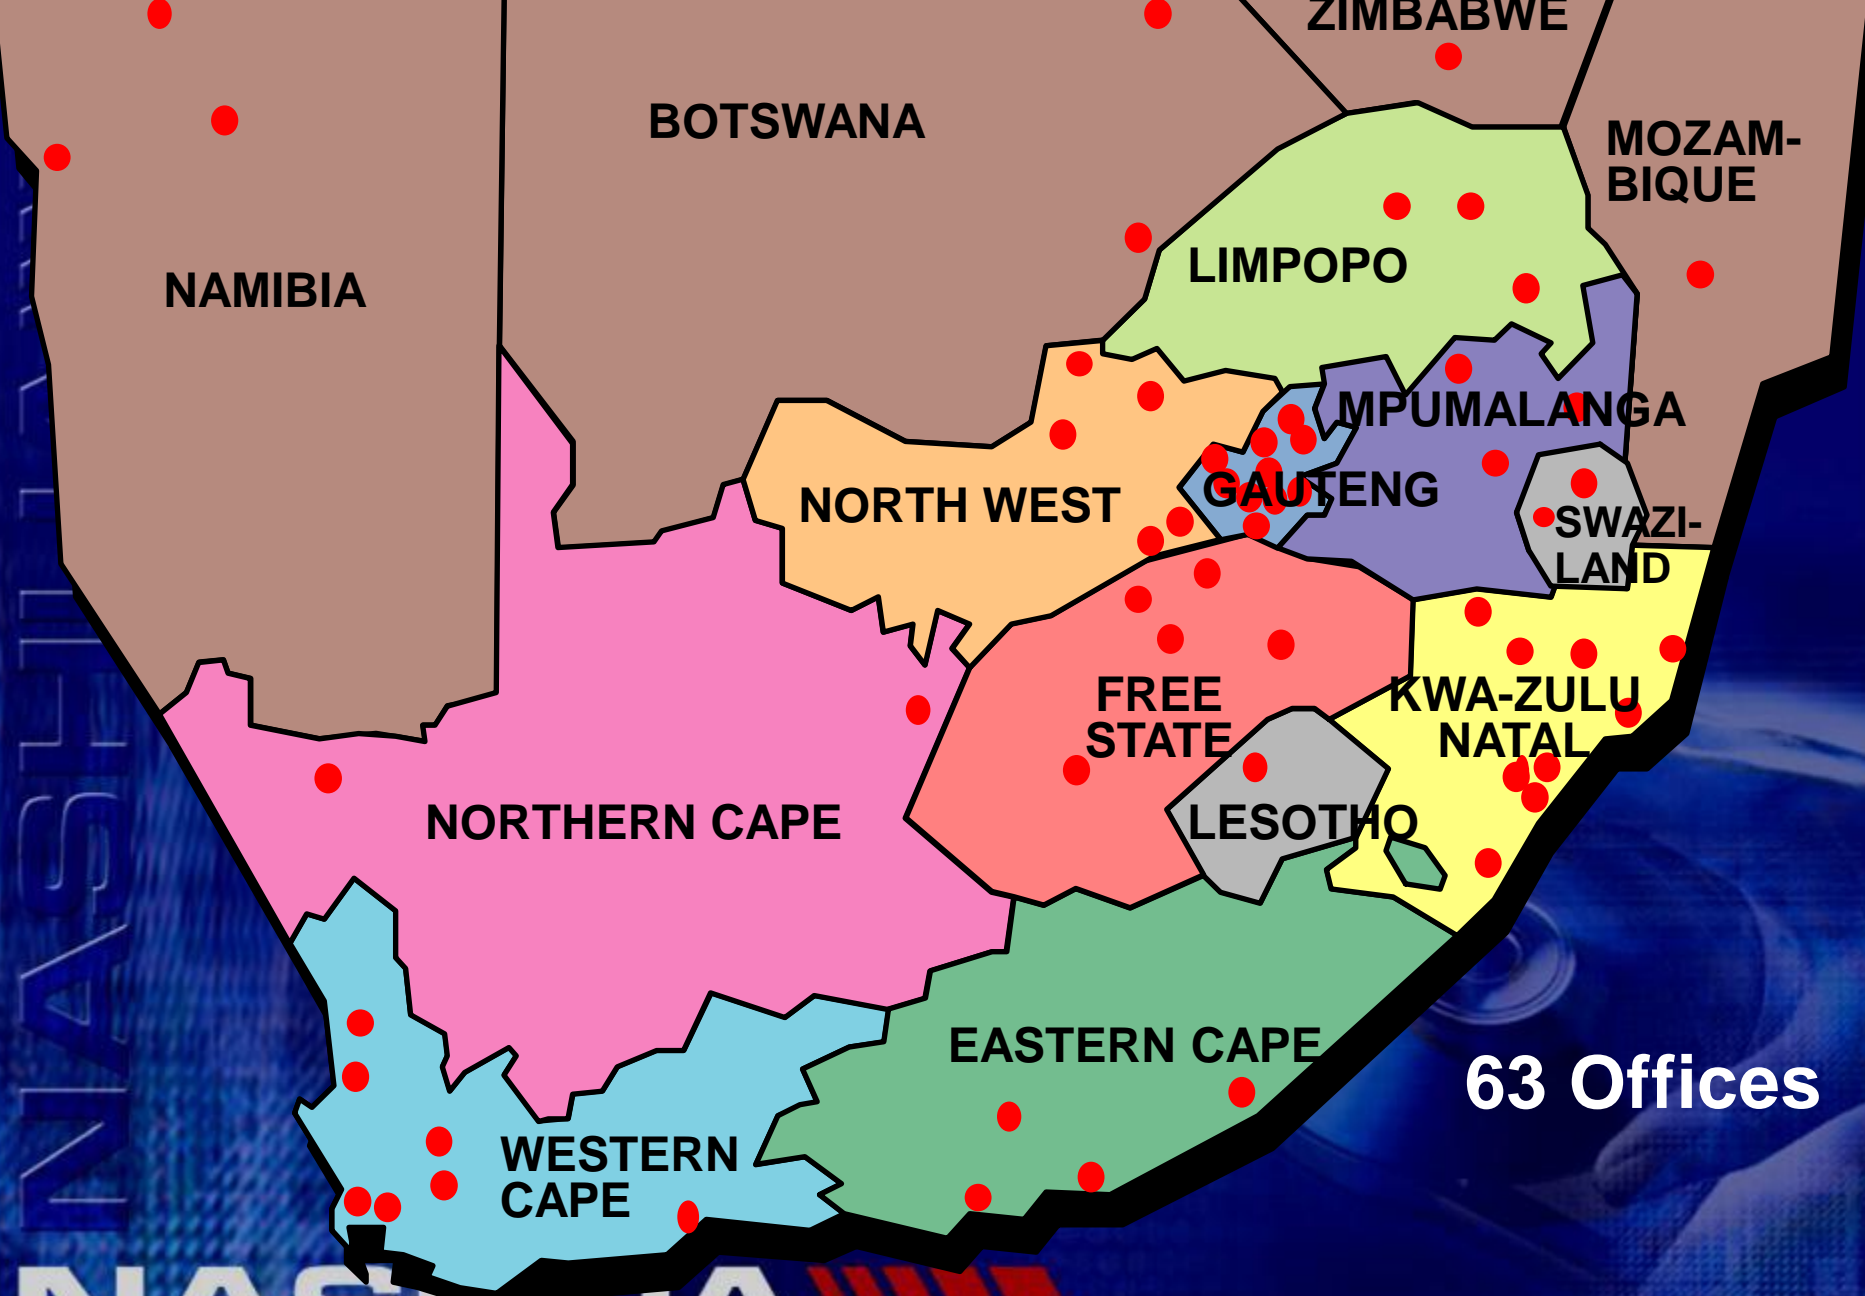 ZIMBABWE
BOTSWANA
MOZAM-
BIQUE
NAMIBIA
LIMPOPO
MPUMALANGA
NORTH WEST
GAUTENG
SWAZI-
LAND
FREE
STATE
KWA-ZULU
NATAL
NORTHERN CAPE
LESOTHO
EASTERN CAPE
63 Offices
WESTERN
CAPE